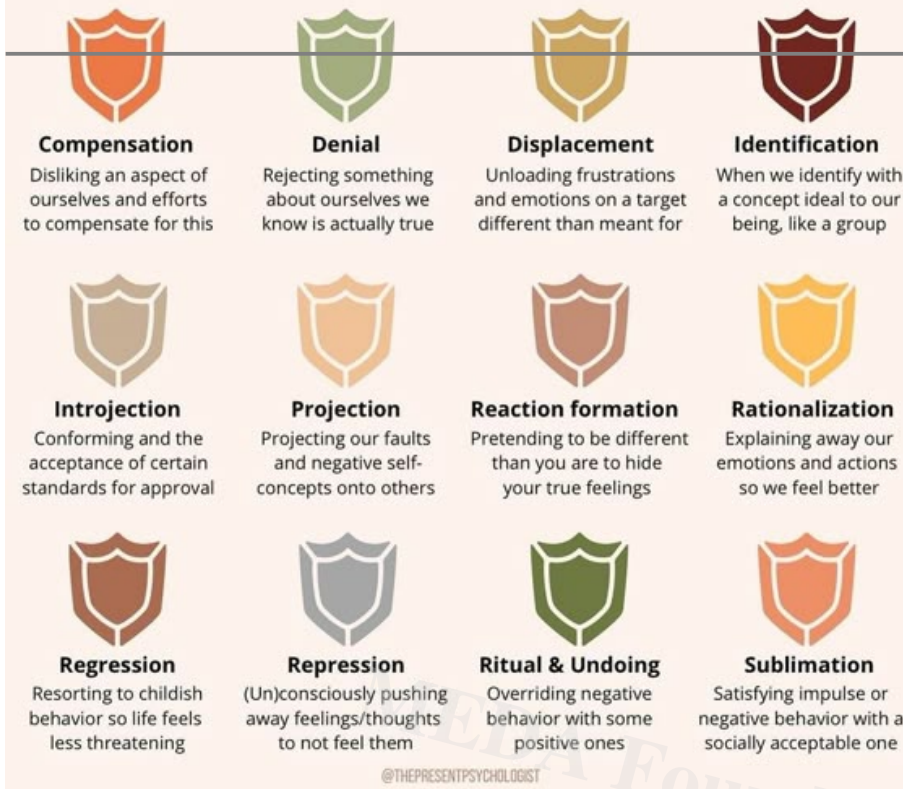 Compensation
Disliking an aspect of
ourselves and efforts
to compensate for this
Denial
Rejecting something
about ourselves we
know is actually true
Displacement
Unloading frustrations
and emotions on a target
different than meant for
Identification
When we identify with
a concept ideal to our
being, like a group
Introjection
Conforming and the
acceptance of certain
standards for approval
Projection
Projecting our faults
and negative self-
concepts onto others
Reaction formation
Pretending to be different
than you are to hide
your true feelings
Rationalization
Explaining away our
emotions and actions
so we feel better
Regression
Resorting to childish
behavior so life feels
less threatening
Repression
(Un)consciously pushing
away feelings/thoughts
to not feel them
Ritual & Undoing
Overriding negative
behavior with some
positive ones
Sublimation
Satisfying impulse or
negative behavior with a
socially acceptable one
@THEPRESENTPSYCHOLOGIST
MEDA